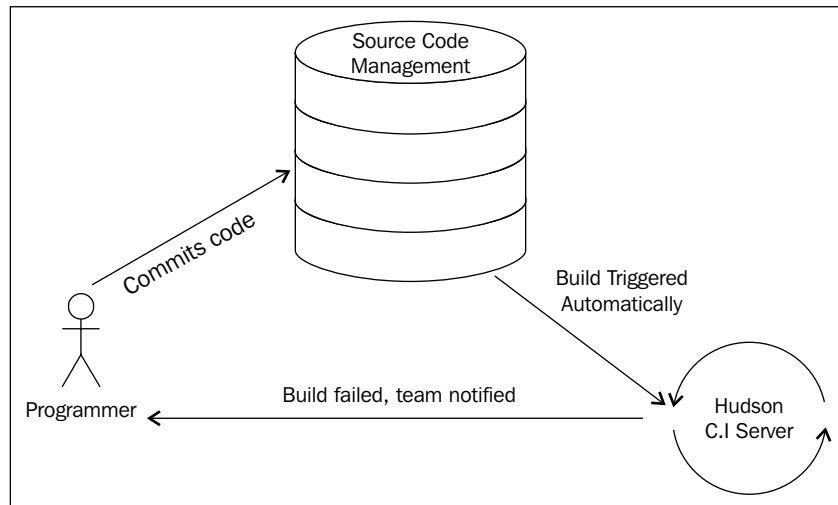 Source Code
Management
Commits code
Build Triggered
Automatically
Programmer
Build failed, team notified
Hudson
C.I Server